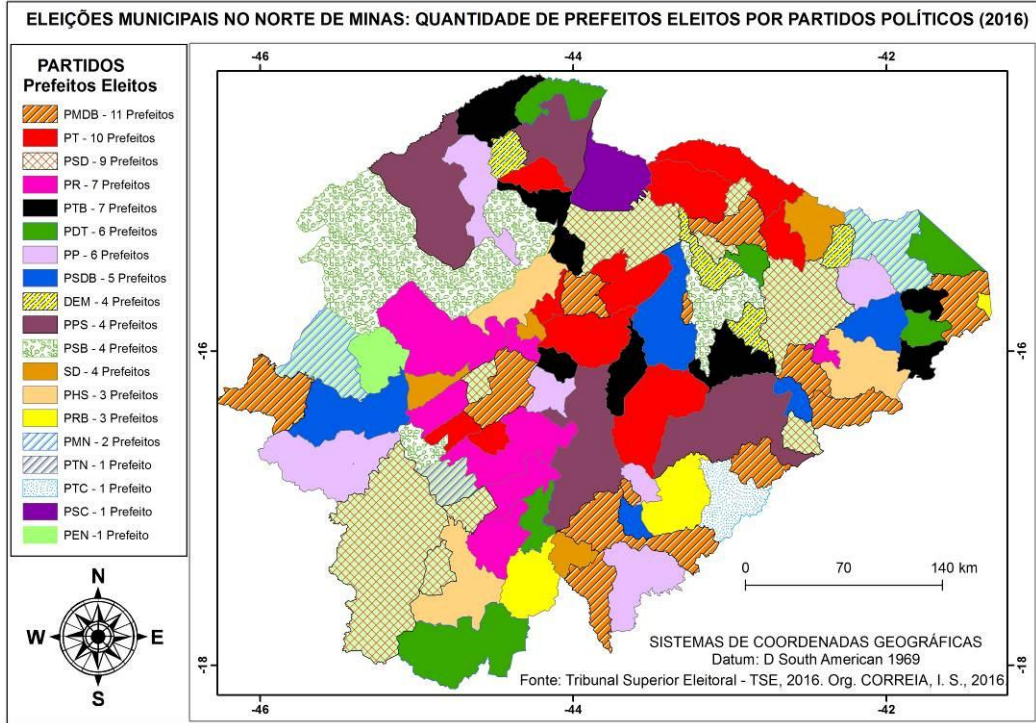 ELEIÇÕES MUNICIPAIS NO NORTE DE MINAS: QUANTIDADE DE PREFEITOS ELEITOS POR PARTIDOS POLÍTICOS (2016)
PARTIDOS
Prefeitos Eleitos
PMDB - 11 Prefeitos
PT - 10 Prefeitos
PSD - 9 Prefeitos
PR - 7 Prefeitos
PTB - 7 Prefeitos
PDT - 6 Prefeitos
PP - 6 Prefeitos
PSDB - 5 Prefeitos
DEM - 4 Prefeitos
PPS - 4 Prefeitos
PSB - 4 Prefeitos
SD - 4 Prefeitos
PHS - 3 Prefeitos
PRB - 3 Prefeitos
PMN - 2 Prefeitos
PTN - 1 Prefeito
PTC - 1 Prefeito
PSC - 1 Prefeito
PEN -1 Prefeito
N
W E
S
-46 -44 -42
-16 -16
-18 -18
0 70 140 km
SISTEMAS DE COORDENADAS GEOGRÁFICAS
Datum: D South American 1969
Fonte: Tribunal Superior Eleitoral - TSE, 2016. Org. CORREIA, I. S., 2016
-46 -44 -42